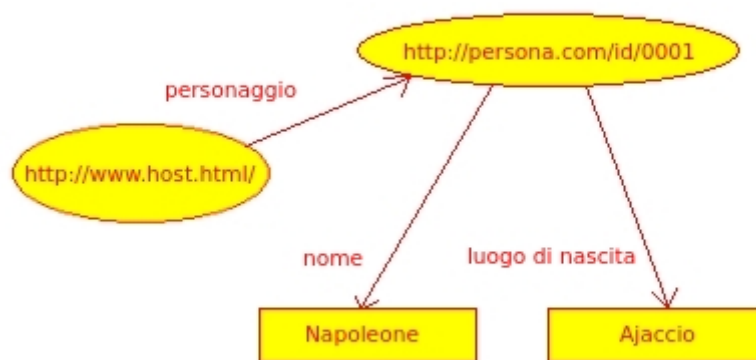 http://persona.com/id/0001
personaggio
http://www.host.html/
nome
luogo di nascita
Napoleone
Ajaccio